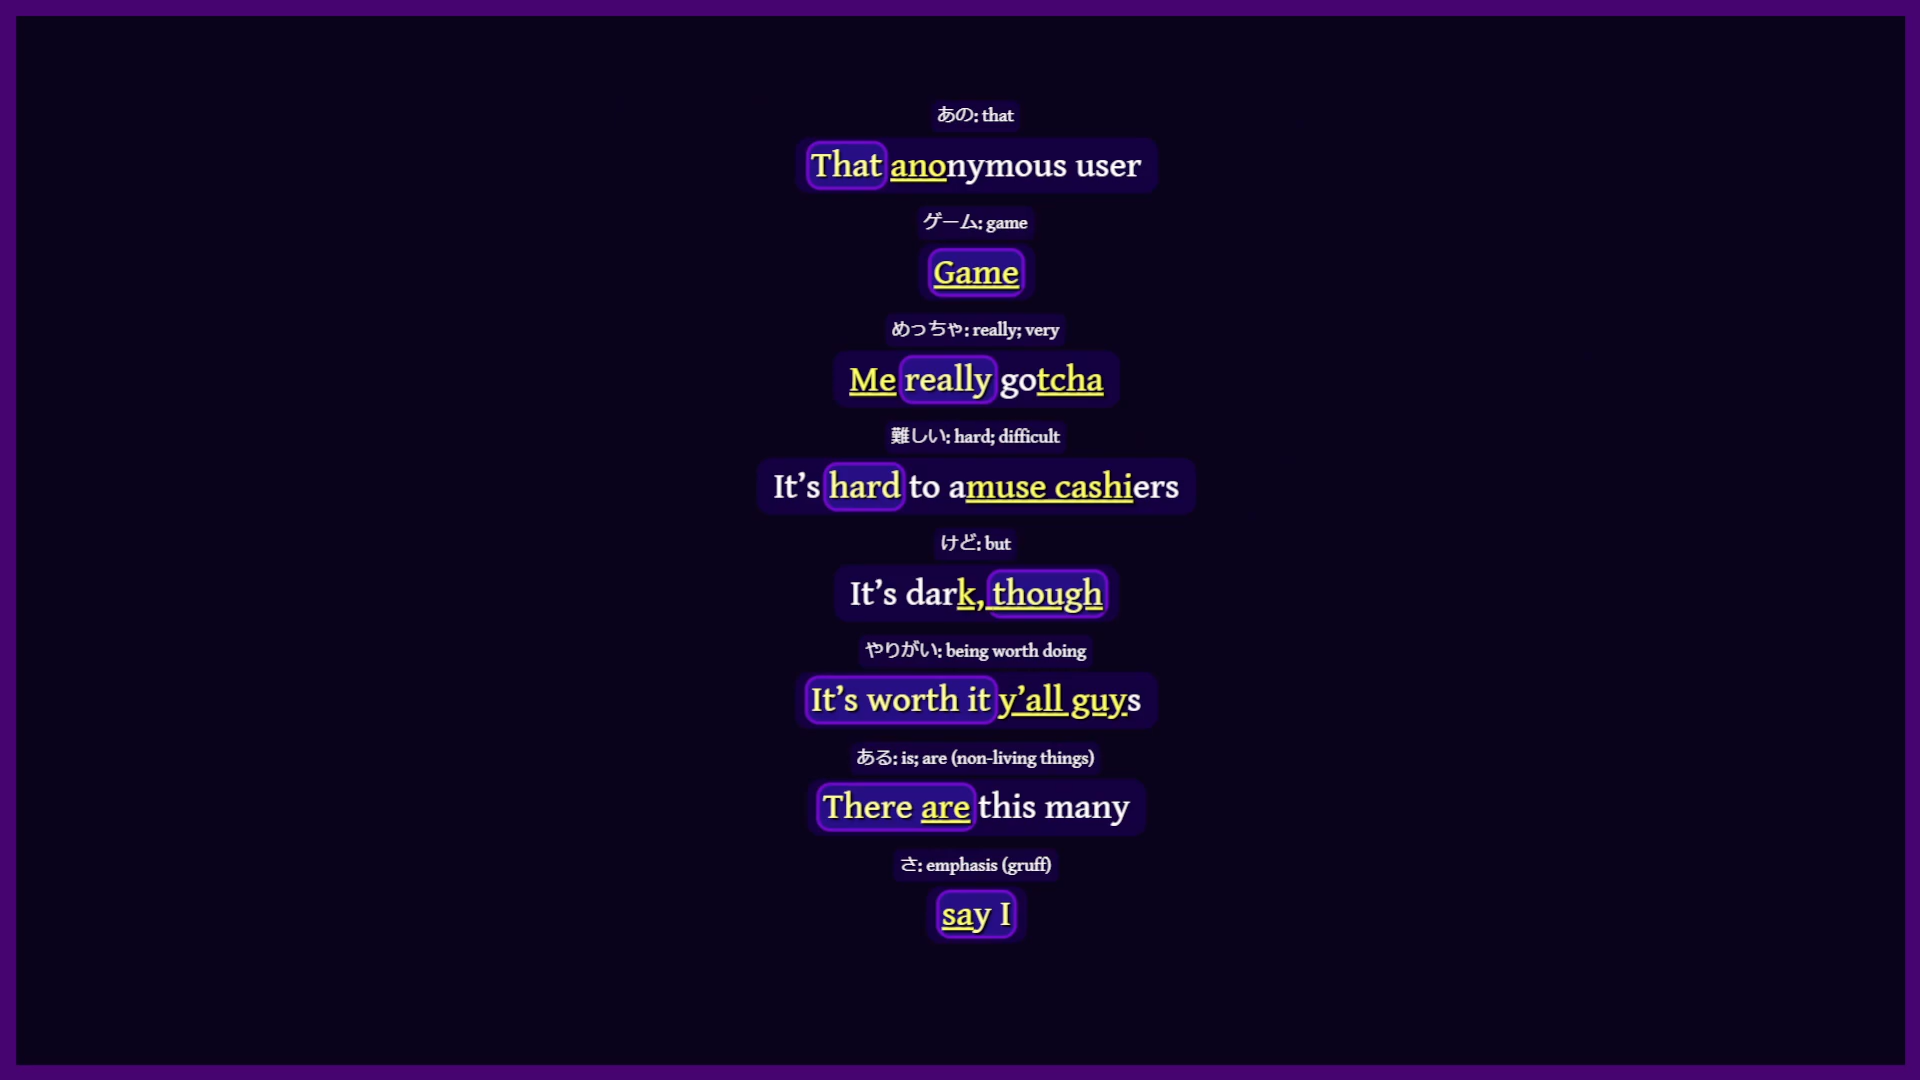 あの: that
That anonymous user
ゲーム: game
Game
めっちゃ: really; very
Me really gotcha
難しい: hard; difficult
It’s hard to amuse cashiers
けど: but
It’s dark, though
やりがい: being worth doing
It’s worth it y’all guys
ある: is; are (non-living things)
There are this many
さ: emphasis (gruff)
say I